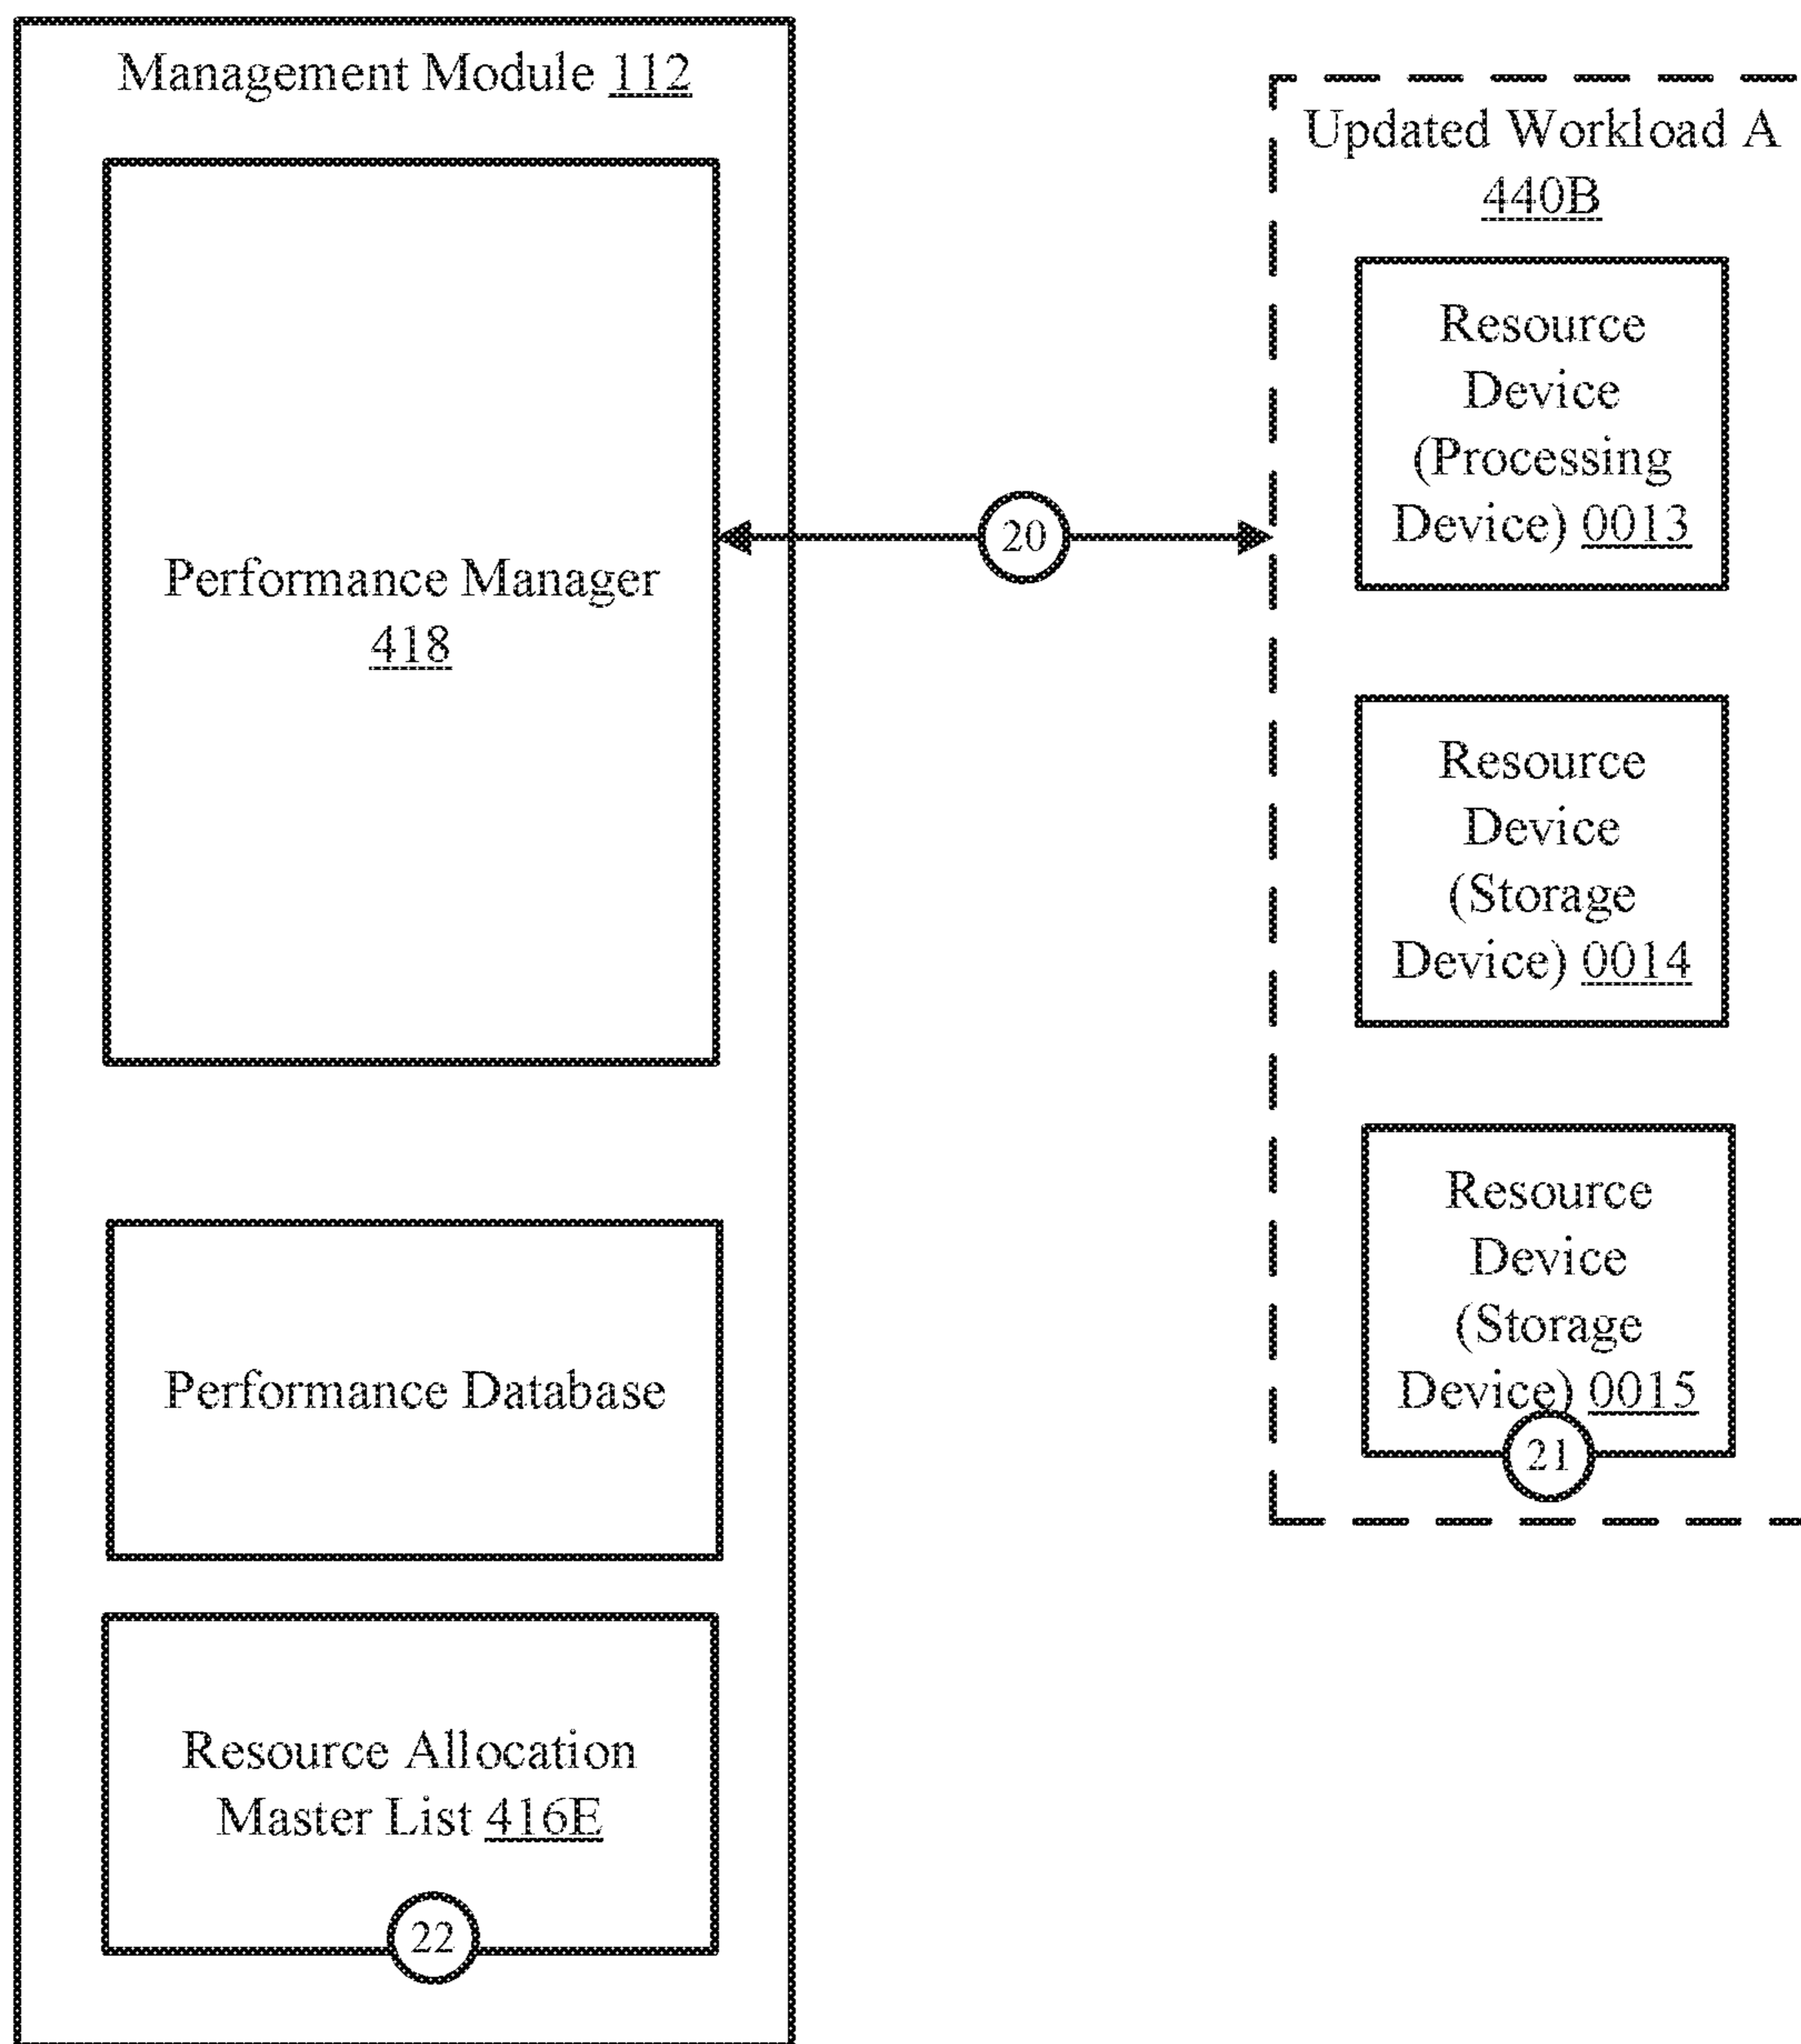 Management Module 112
Performance Manager
418
Performance Database
Resource Allocation
Master List 416E
22
20
Updated Workload A
440B
Resource
Device
(Processing
Device) 0013
Resource
Device
(Storage
Device) 0014
Resource
Device
(Storage
Device) 0015
21